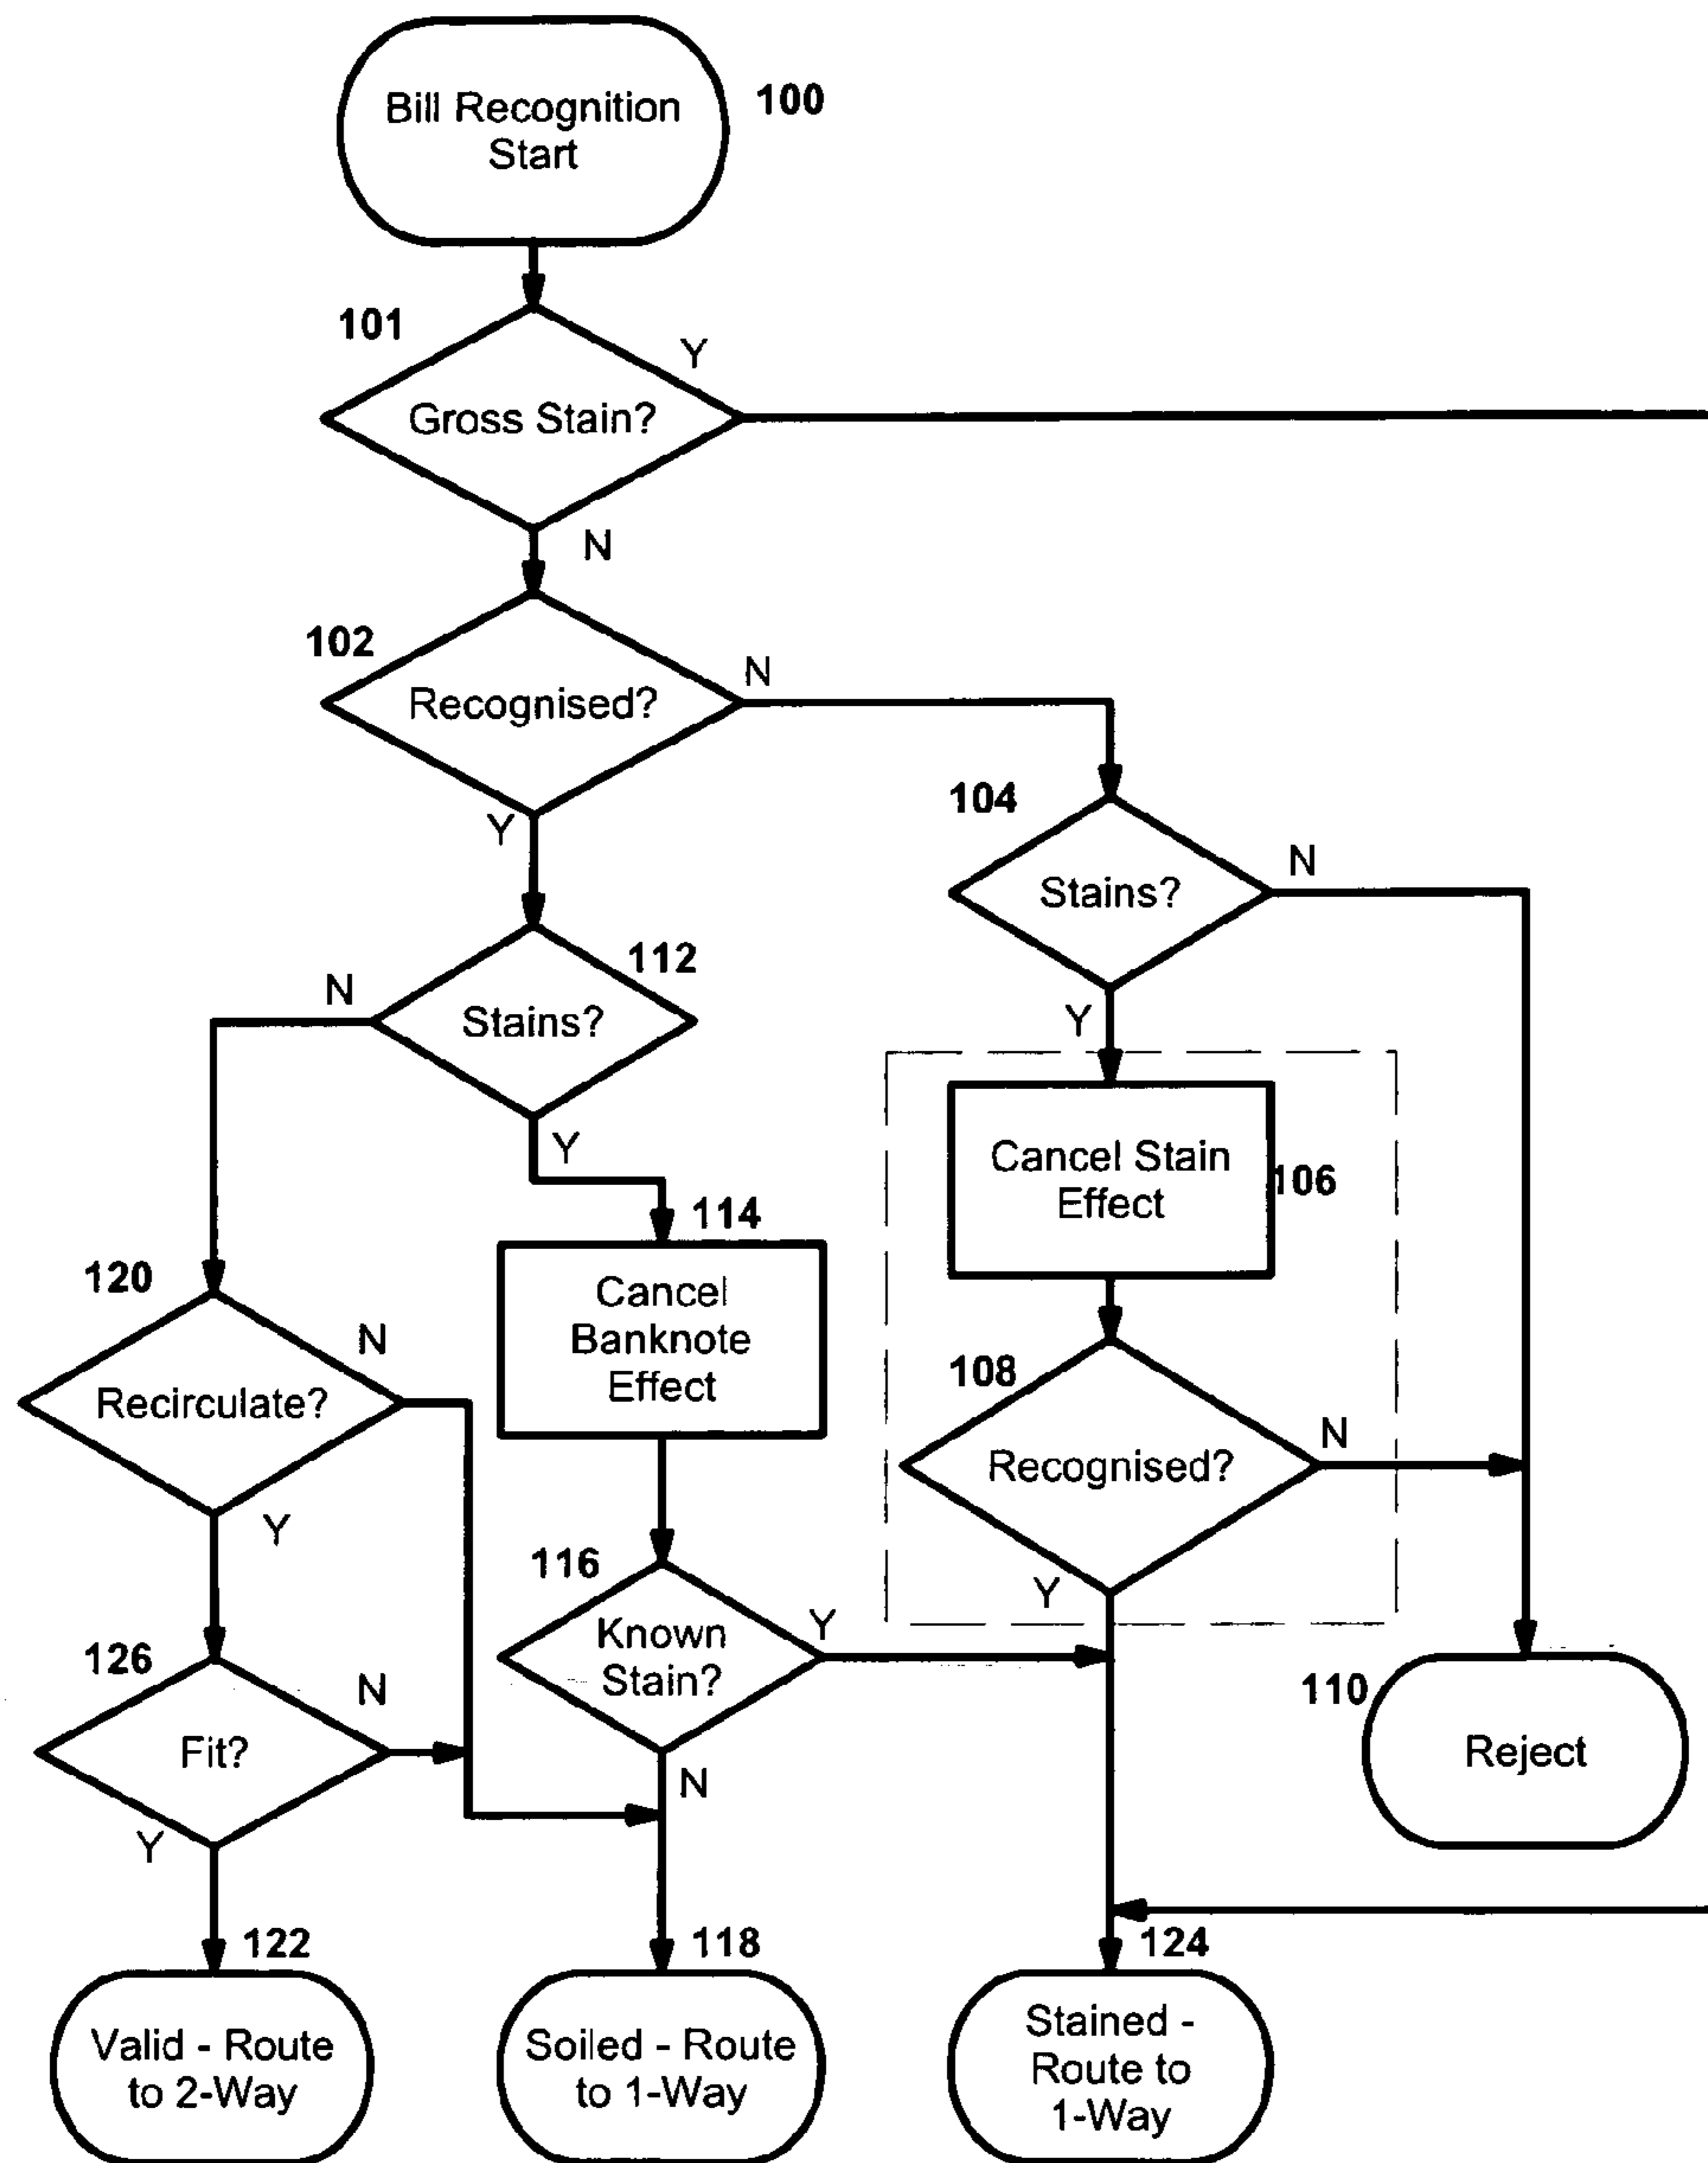 Bill Recognition
Start
100
101
Y
Gross Stain?
N
102
N
Recognised?
Y
104
N
Stains?
Y
112
N
Stains?
Y
Cancel Stain
Effect
106
114
Cancel
Banknote
Effect
120
N
Recirculate?
Y
108
N
Recognised?
Y
116
Y
Known
Stain?
N
126
N
Fit?
Y
110
Reject
122
Valid - Route
to 2-Way
118
Soiled - Route
to 1-Way
124
Stained -
Route to
1-Way